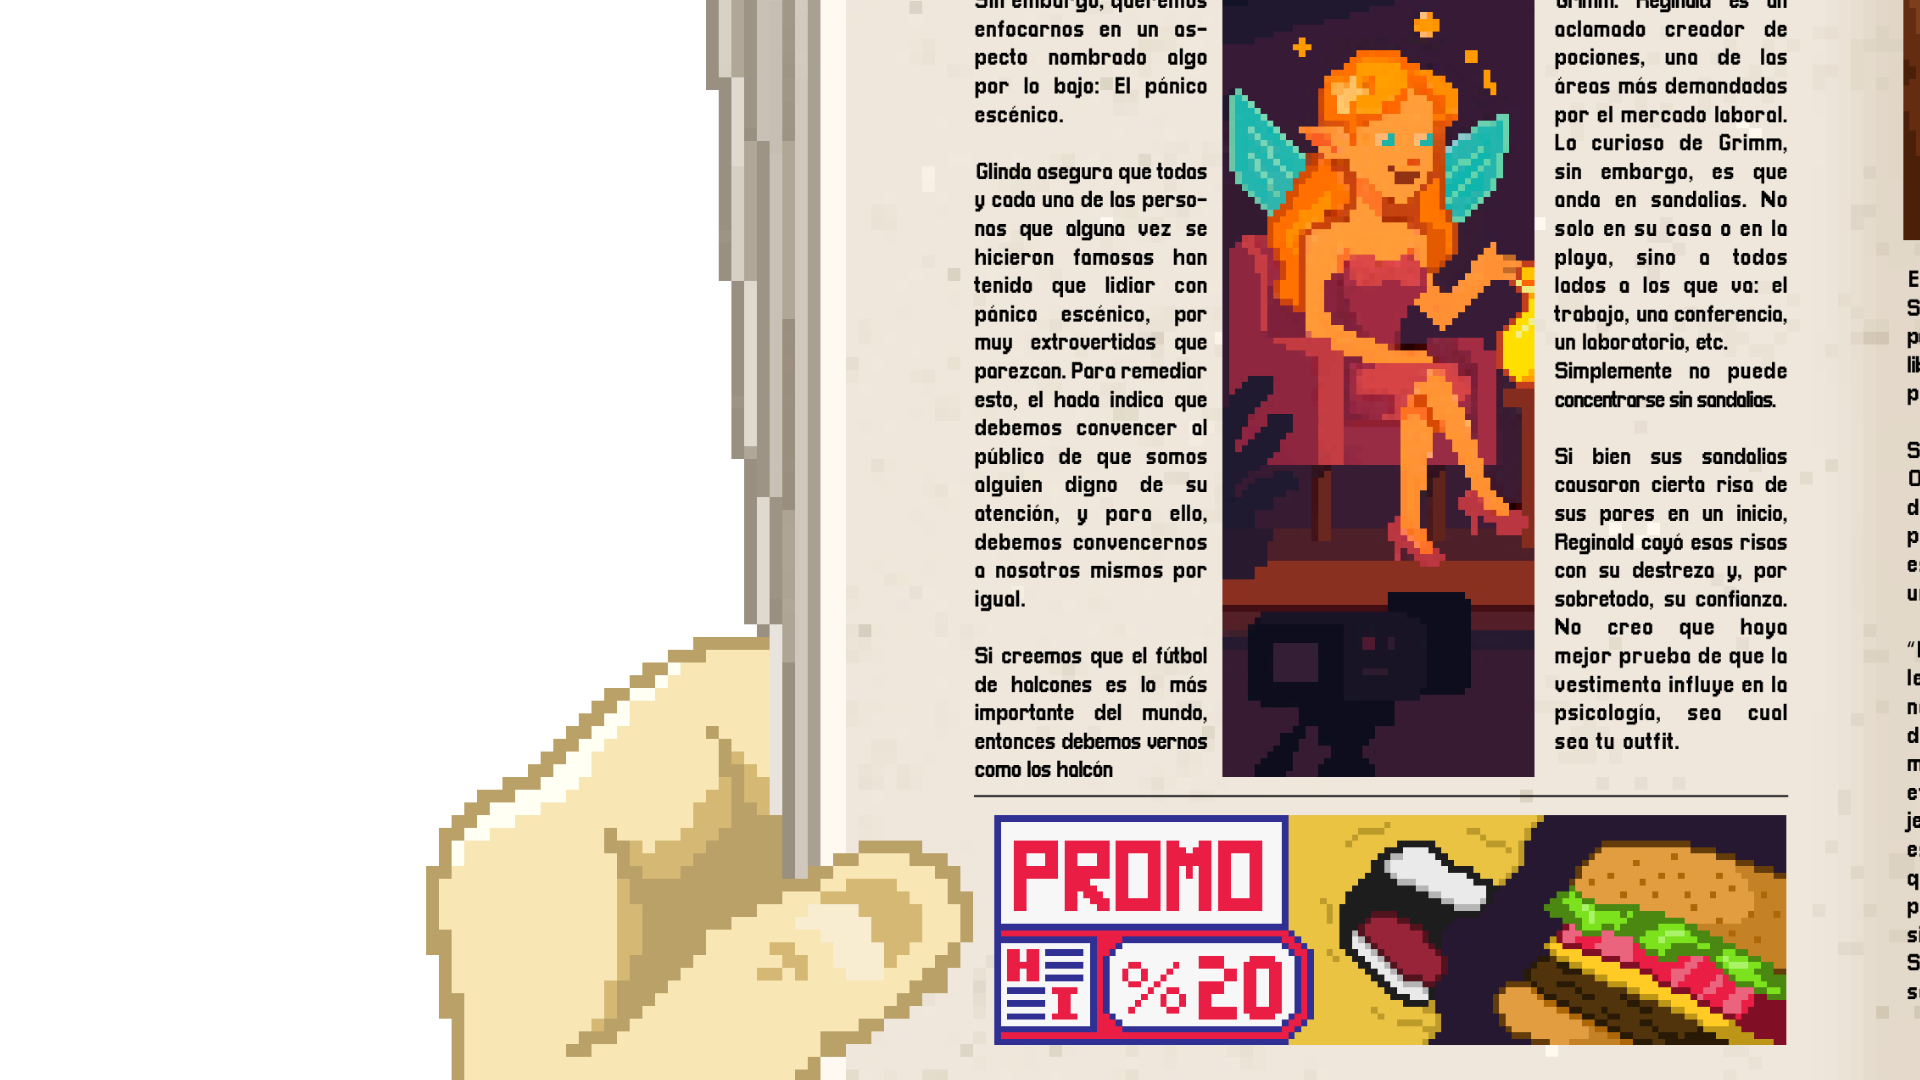 Sin embargo, queremos
enfocarnos en un as-
pecto nombrado algo
por lo bajo: El pánico
escénico.
Glinda asegura que todas
y cada una de las perso-
nas que alguna vez se
hicieron famosas han
tenido que lidiar con
pánico escénico, por
muy extrovertidas que
parezcan. Para remediar
esto, el hada indica que
debemos convencer al
público de que somos
alguien digno de su
atención, y para ello,
debemos convencernos
a nosotros mismos por
igual.
Si creemos que el fútbol
de halcones es lo más
importante del mundo,
entonces debemos vernos
como los halcón
Grimm. Reginald es un
aclamado creador de
pociones, una de las
áreas más demandadas
por el mercado laboral.
Lo curioso de Grimm,
sin embargo, es que
anda en sandalias. No
solo en su casa o en la
playa, sino a todos
lados a los que va: el
trabajo, una conferencia,
un laboratorio, etc.
Simplemente no puede
concentrarse sin sandalias.
Si bien sus sandalias
causaron cierta risa de
sus pares en un inicio,
Reginald cayó esas risas
con su destreza y, por
sobretodo, su confianza.
No creo que haya
mejor prueba de que la
vestimenta influye en la
psicología, sea cual
sea tu outfit.
PROMO
HI
%20